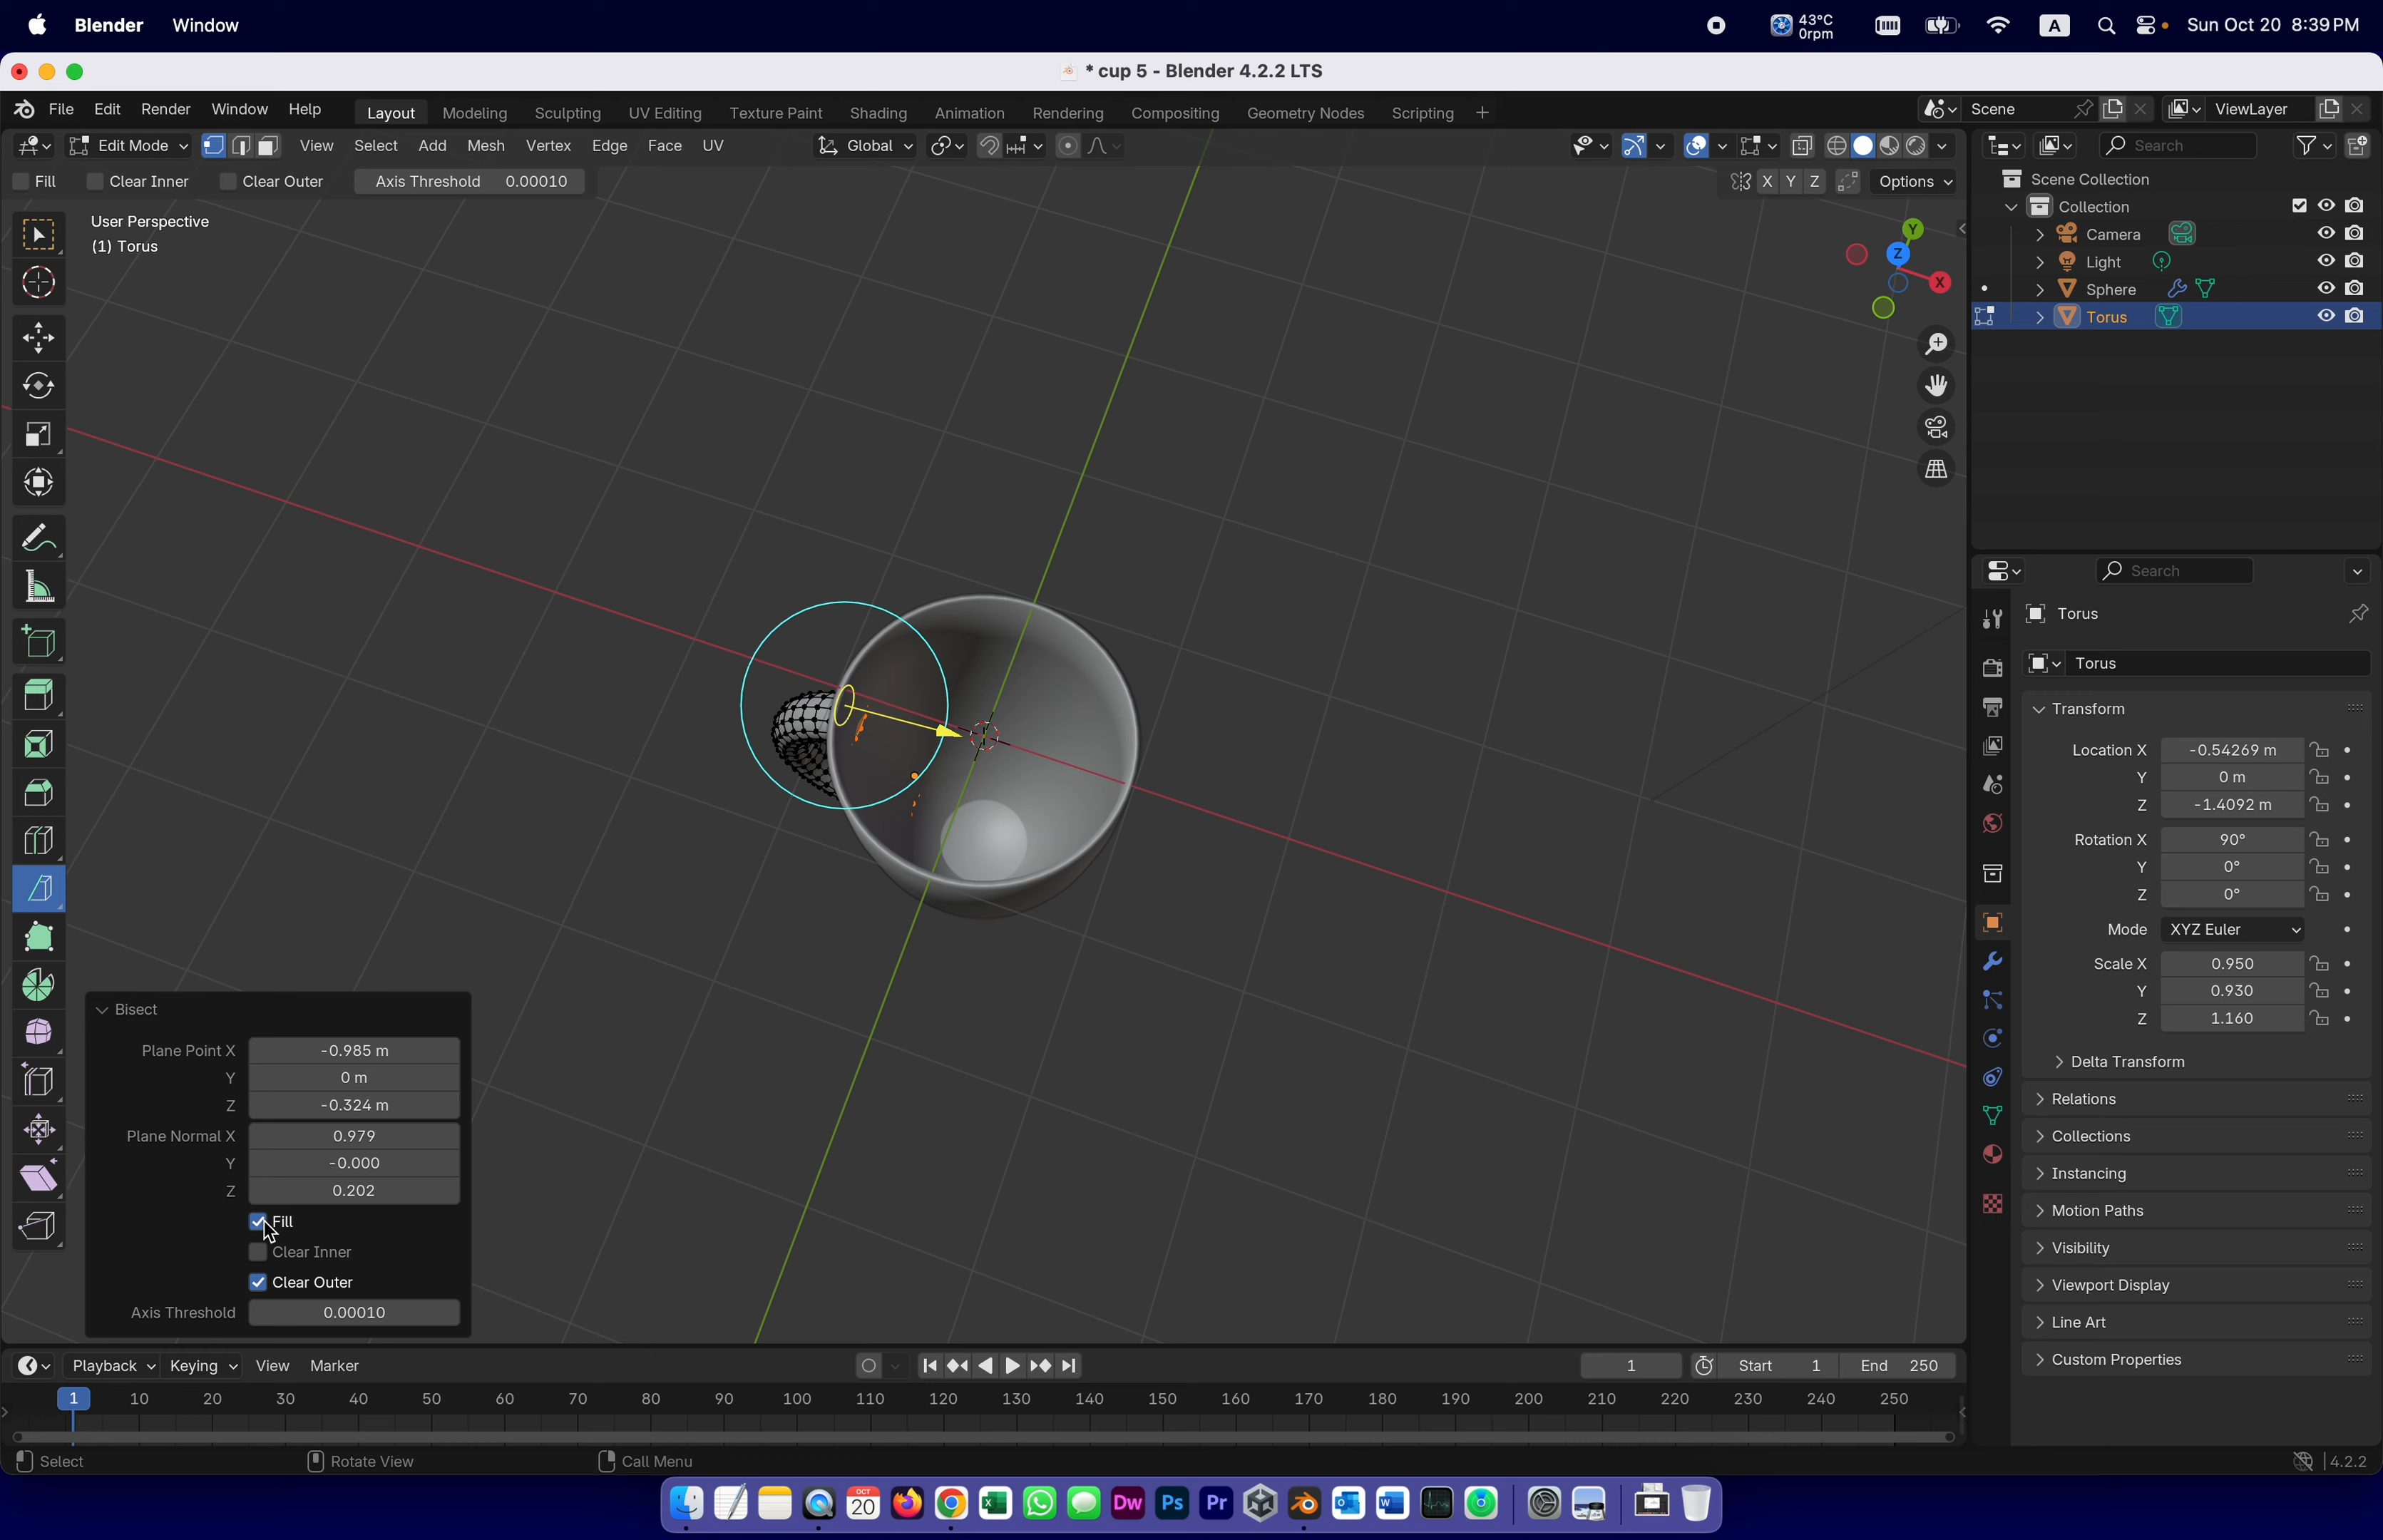 Blender Window 43°C 0rpm A Sun Oct 20 8:39 PM
* cup 5 - Blender 4.2.2 LTS
File Edit Render Window Help Layout Modeling Sculpting UV Editing Texture Paint Shading Animation Rendering Compositing Geometry Nodes Scripting + Scene ViewLayer
Edit Mode View Select Add Mesh Vertex Edge Face UV Global Search
Fill Clear Inner Clear Outer Axis Threshold 0.00010 X Y Z Options
User Perspective
(1) Torus
Y
Z
X
Scene Collection
Collection
Camera
Light
Sphere
Torus
Search
Torus
Torus
Transform
Location X -0.54269 m
Y 0 m
Z -1.4092 m
Rotation X 90°
Y 0°
Z 0°
Mode XYZ Euler
Scale X 0.950
Y 0.930
Z 1.160
Delta Transform
Relations
Collections
Instancing
Motion Paths
Visibility
Viewport Display
Line Art
Custom Properties
Bisect
Plane Point X -0.985 m
Y 0 m
Z -0.324 m
Plane Normal X 0.979
Y -0.000
Z 0.202
Fill
Clear Inner
Clear Outer
Axis Threshold 0.00010
Playback Keying View Marker 1 Start 1 End 250
1 10 20 30 40 50 60 70 80 90 100 110 120 130 140 150 160 170 180 190 200 210 220 230 240 250
Select Rotate View Call Menu 4.2.2
OCT 20 Dw Ps Pr